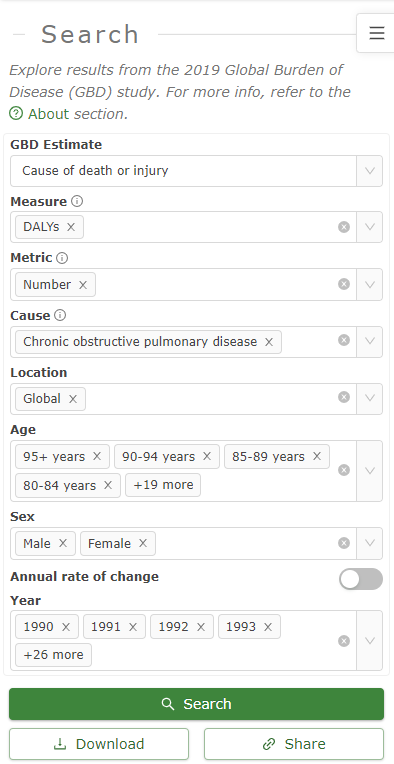 Search
Explore results from the 2019 Global Burden of
Disease (GBD) study. For more info, refer to the
About section.
GBD Estimate
Cause of death or injury
Measure
DALYs
Metric
Number
Cause
Chronic obstructive pulmonary disease
Location
Global
Age
95+ years 90-94 years 85-89 years
80-84 years +19 more
Sex
Male Female
Annual rate of change
Year
1990 1991 1992 1993
+26 more
Search
Download Share